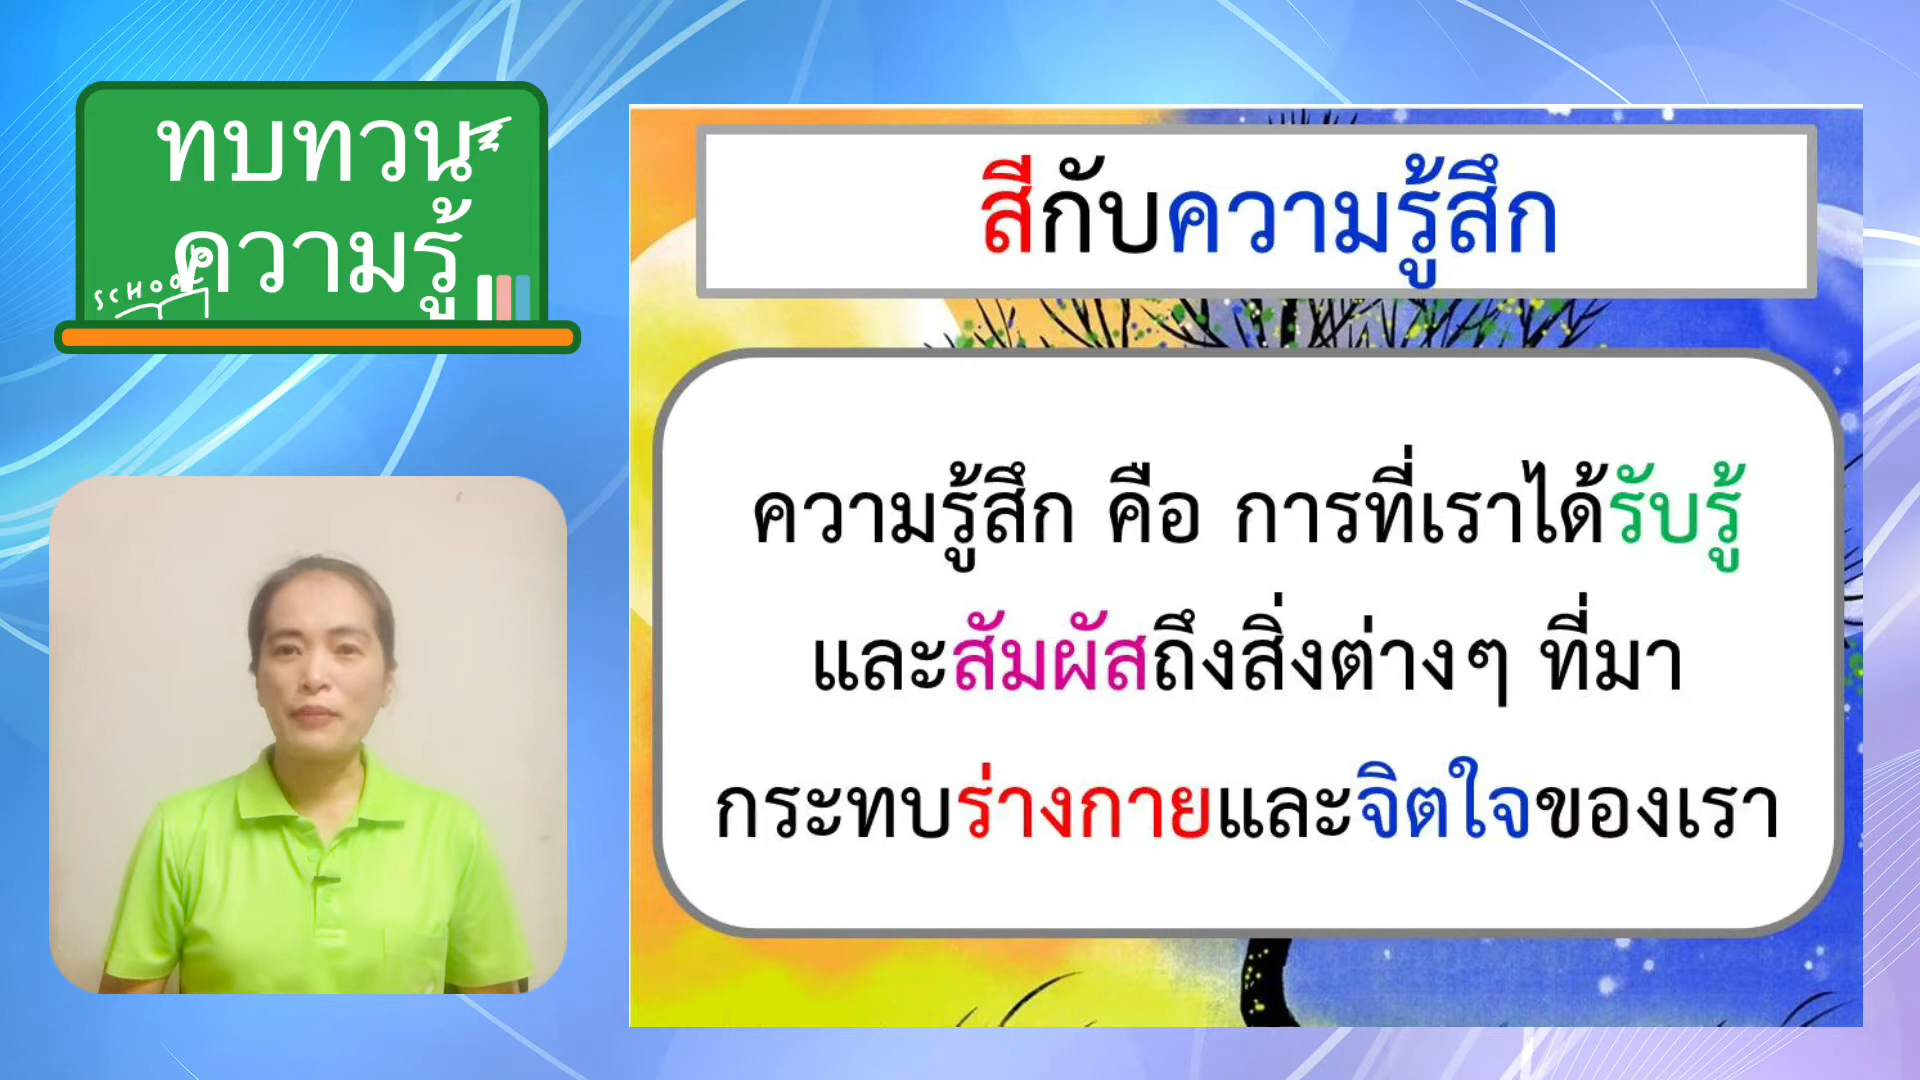 ทบทวน
ความรู้
SCHOOL
สีกับความรู้สึก
ความรู้สึก คือ การที่เราได้รับรู้
และสัมผัสถึงสิ่งต่างๆ ที่มา
กระทบร่างกายและจิตใจของเรา